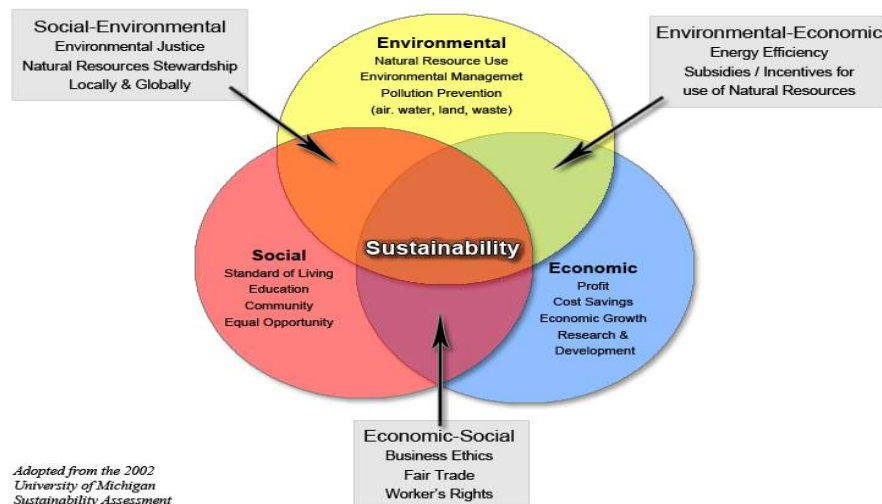 Social-Environmental
Environmental Justice
Natural Resources Stewardship
Locally & Globally
Environmental
Natural Resource Use
Environmental Managemet
Pollution Prevention
(air. water, land, waste)
Environmental-Economic
Energy Efficiency
Subsidies / Incentives for
use of Natural Resources
Sustainability
Social
Standard of Living
Education
Community
Equal Opportunity
Economic
Profit
Cost Savings
Economic Growth
Research &
Development
Economic-Social
Business Ethics
Fair Trade
Worker's Rights
Adopted from the 2002
University of Michigan
Sustainability Assessment